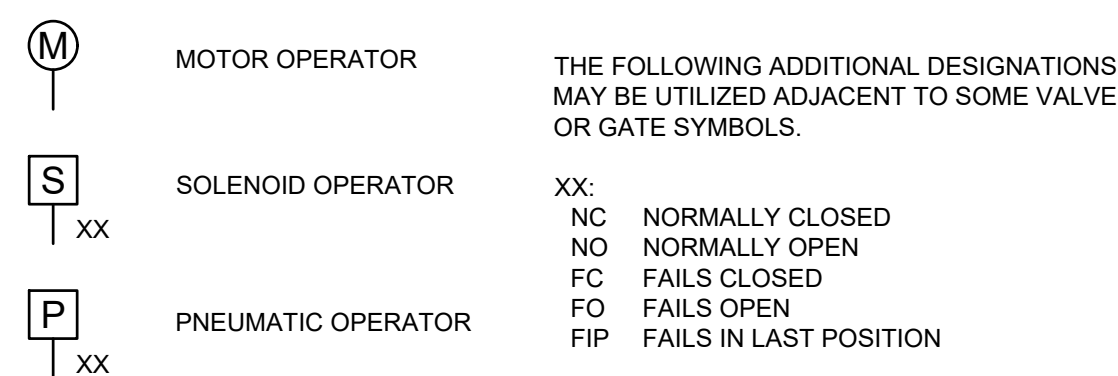 M
MOTOR OPERATOR
S
XX
SOLENOID OPERATOR
P
XX
PNEUMATIC OPERATOR
THE FOLLOWING ADDITIONAL DESIGNATIONS
MAY BE UTILIZED ADJACENT TO SOME VALVE
OR GATE SYMBOLS.
XX:
NC NORMALLY CLOSED
NO NORMALLY OPEN
FC FAILS CLOSED
FO FAILS OPEN
FIP FAILS IN LAST POSITION